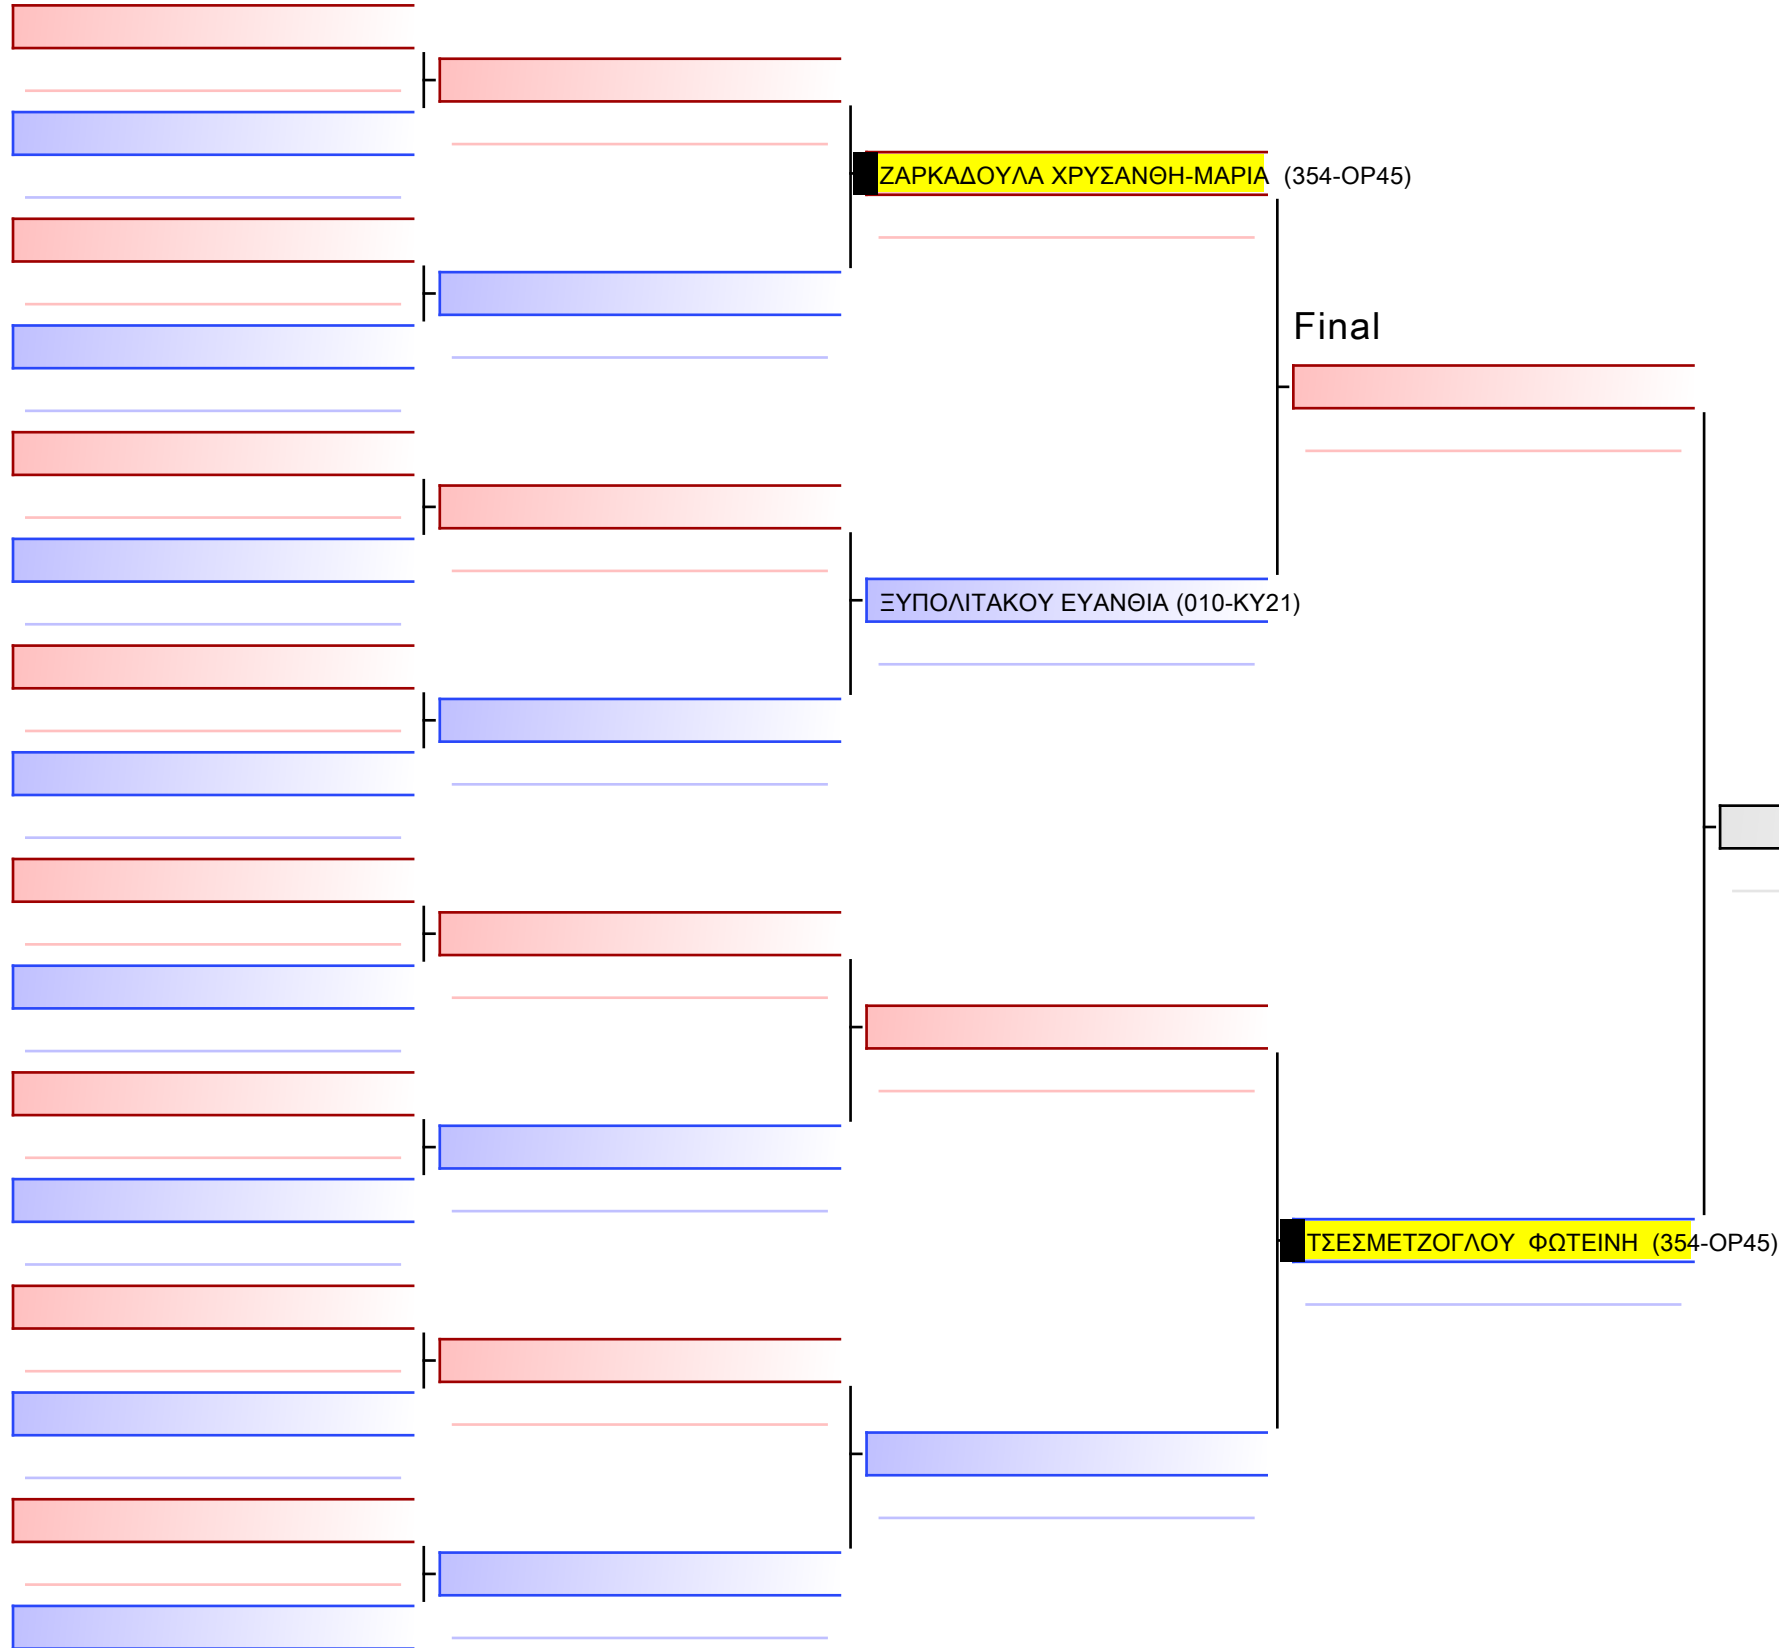 ΖΑΡΚΑΔΟΥΛΑ ΧΡΥΣΑΝΘΗ-ΜΑΡΙΑ (354-ΟΡ45)
Final
ΞΥΠΟΛΙΤΑΚΟΥ ΕΥΑΝΘΙΑ (010-ΚΥ21)
ΤΣΕΣΜΕΤΖΟΓΛΟΥ ΦΩΤΕΙΝΗ (354-ΟΡ45)